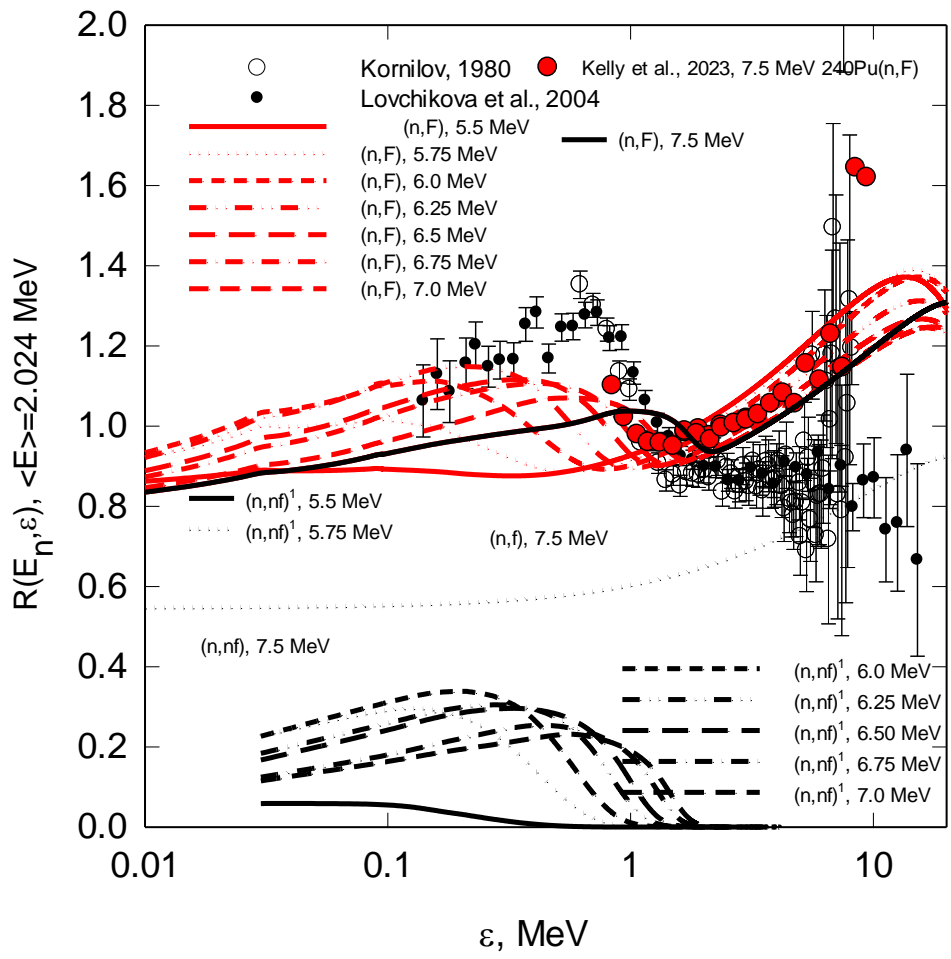 2.0
1.8
1.6
1.4
1.2
1.0
0.8
0.6
0.4
0.2
0.0
R(E_n,ε), <E>=2.024 MeV
Kornilov, 1980
Kelly et al., 2023, 7.5 MeV 240Pu(n,F)
Lovchikova et al., 2004
(n,F), 5.5 MeV
(n,F), 7.5 MeV
(n,F), 5.75 MeV
(n,F), 6.0 MeV
(n,F), 6.25 MeV
(n,F), 6.5 MeV
(n,F), 6.75 MeV
(n,F), 7.0 MeV
(n,nf)¹, 5.5 MeV
(n,nf)¹, 5.75 MeV
(n,f), 7.5 MeV
(n,nf), 7.5 MeV
(n,nf)¹, 6.0 MeV
(n,nf)¹, 6.25 MeV
(n,nf)¹, 6.50 MeV
(n,nf)¹, 6.75 MeV
(n,nf)¹, 7.0 MeV
0.01 0.1 1 10
ε, MeV